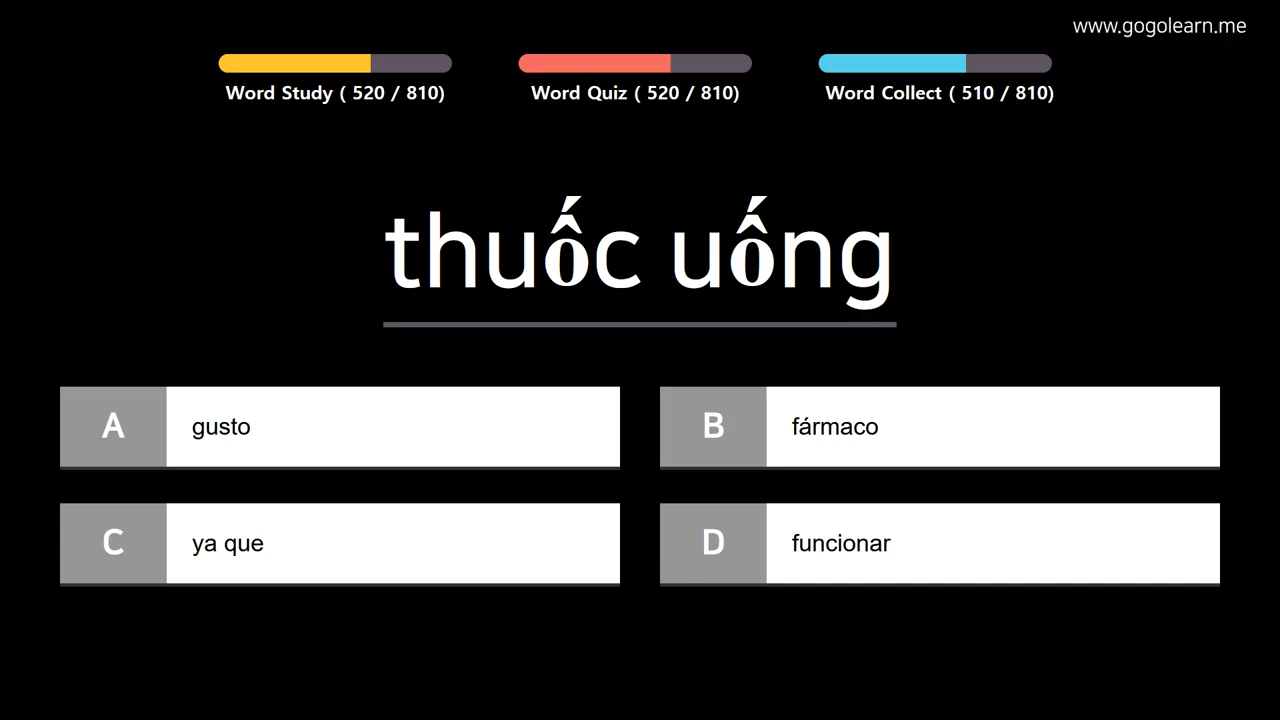 www.gogolearn.me
Word Study ( 520 / 810)
Word Quiz ( 520 / 810)
Word Collect ( 510 / 810)
thuốc uống
A gusto
B fármaco
C ya que
D funcionar